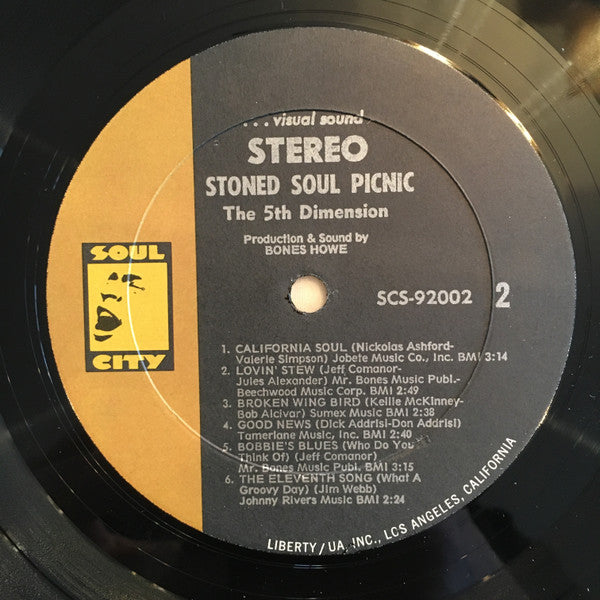 ...visual sound
STEREO
STONED SOUL PICNIC
The 5th Dimension
Production & Sound by
BONES HOWE
SOUL
CITY
SCS-92002 2
1. CALIFORNIA SOUL (Nickolas Ashford-
Valerie Simpson) Jobete Music Co., Inc. BMI 3:14
2. LOVIN' STEW (Jeff Comanor-
Jules Alexander) Mr. Bones Music Publ.-
Beechwood Music Corp. BMI 2:49
3. BROKEN WING BIRD (Kellie McKinney-
Bob Alcivar) Sumex Music BMI 2:38
4. GOOD NEWS (Dick Addrisi-Don Addrisi)
Tamerlane Music, Inc. BMI 2:40
5. BOBBIE'S BLUES (Who Do You
Think Of) (Jeff Comanor)
Mr. Bones Music Publ. BMI 3:15
6. THE ELEVENTH SONG (What A
Groovy Day) (Jim Webb)
Johnny Rivers Music BMI 2:24
LIBERTY/UA, INC., LOS ANGELES, CALIFORNIA